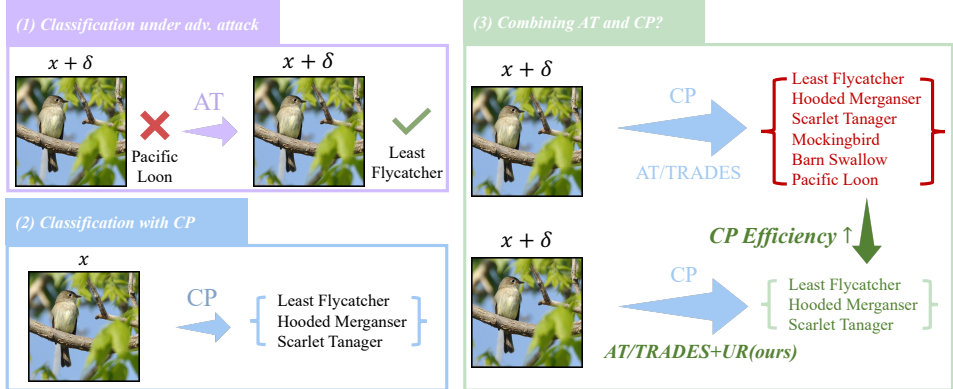 (1) Classification under adv. attack
x + δ
x + δ
AT
Pacific
Loon
Least
Flycatcher
(2) Classification with CP
x
CP
Least Flycatcher
Hooded Merganser
Scarlet Tanager
(3) Combining AT and CP?
x + δ
CP
AT/TRADES
Least Flycatcher
Hooded Merganser
Scarlet Tanager
Mockingbird
Barn Swallow
Pacific Loon
CP Efficiency ↑
x + δ
CP
AT/TRADES+UR(ours)
Least Flycatcher
Hooded Merganser
Scarlet Tanager